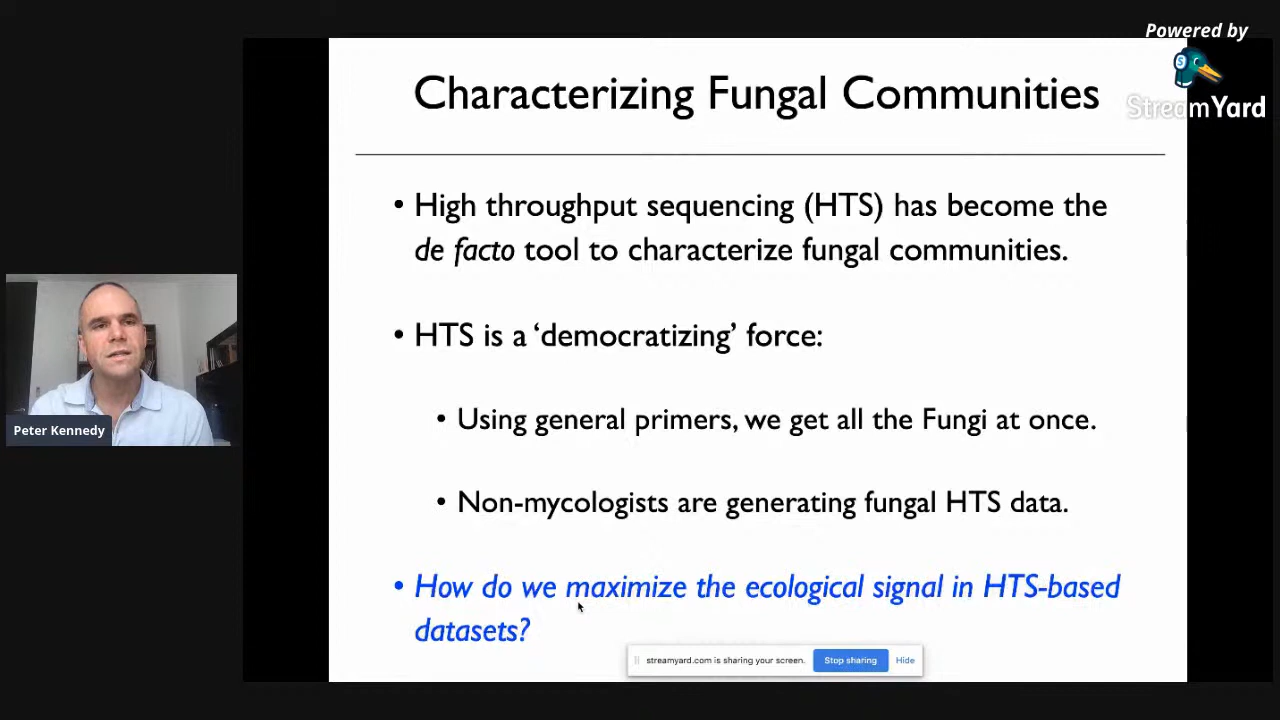 Powered by
StreamYard
Characterizing Fungal Communities
• High throughput sequencing (HTS) has become the
de facto tool to characterize fungal communities.
• HTS is a ‘democratizing’ force:
• Using general primers, we get all the Fungi at once.
• Non-mycologists are generating fungal HTS data.
• How do we maximize the ecological signal in HTS-based
datasets?
Peter Kennedy
streamyard.com is sharing your screen. Stop sharing Hide